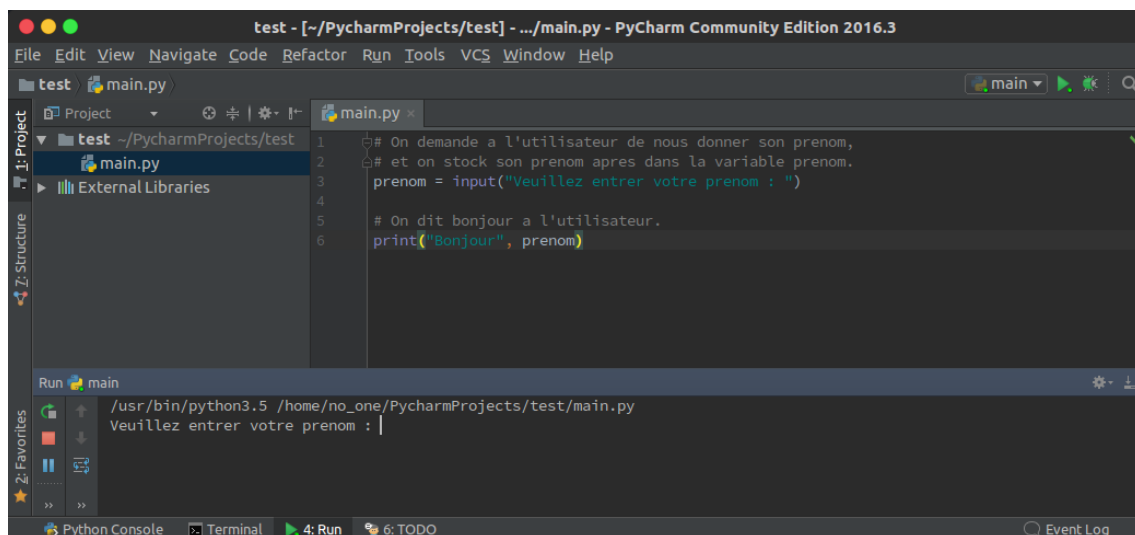 test - [~/PycharmProjects/test] - .../main.py - PyCharm Community Edition 2016.3
File Edit View Navigate Code Refactor Run Tools VCS Window Help
test main.py main
1: Project
Project
main.py ×
test ~/PycharmProjects/test
main.py
External Libraries
1 # On demande a l'utilisateur de nous donner son prenom,
2 # et on stock son prenom apres dans la variable prenom.
3 prenom = input("Veuillez entrer votre prenom : ")
4
5 # On dit bonjour a l'utilisateur.
6 print("Bonjour", prenom)
7: Structure
Run main
/usr/bin/python3.5 /home/no_one/PycharmProjects/test/main.py
Veuillez entrer votre prenom :
2: Favorites
Python Console Terminal 4: Run 6: TODO Event Log